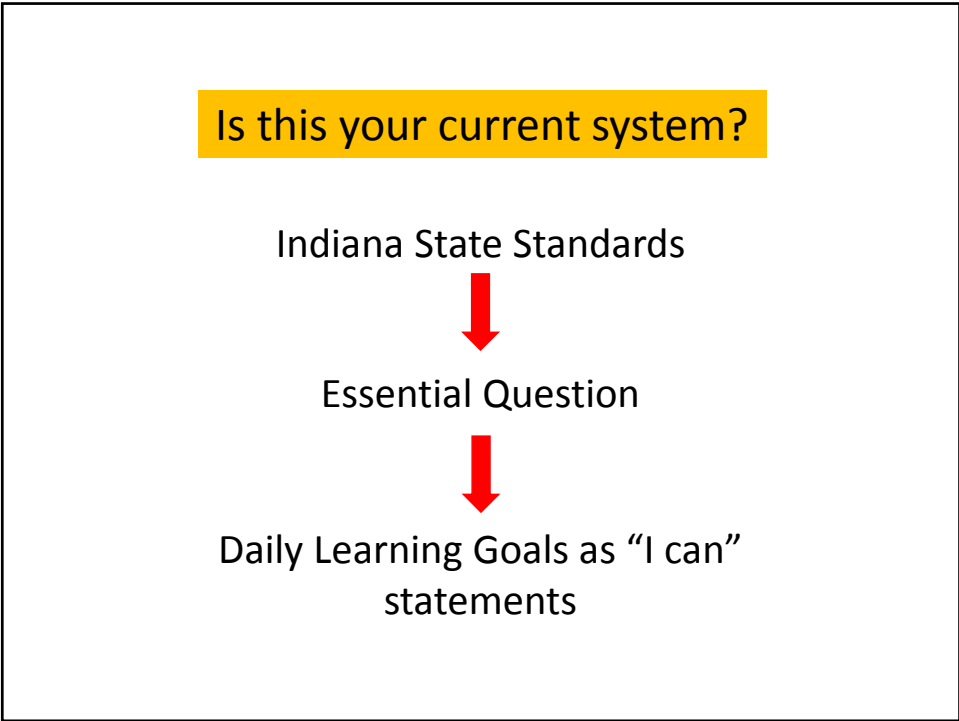 Is this your current system?
Indiana State Standards
Essential Question
Daily Learning Goals as “I can”
statements